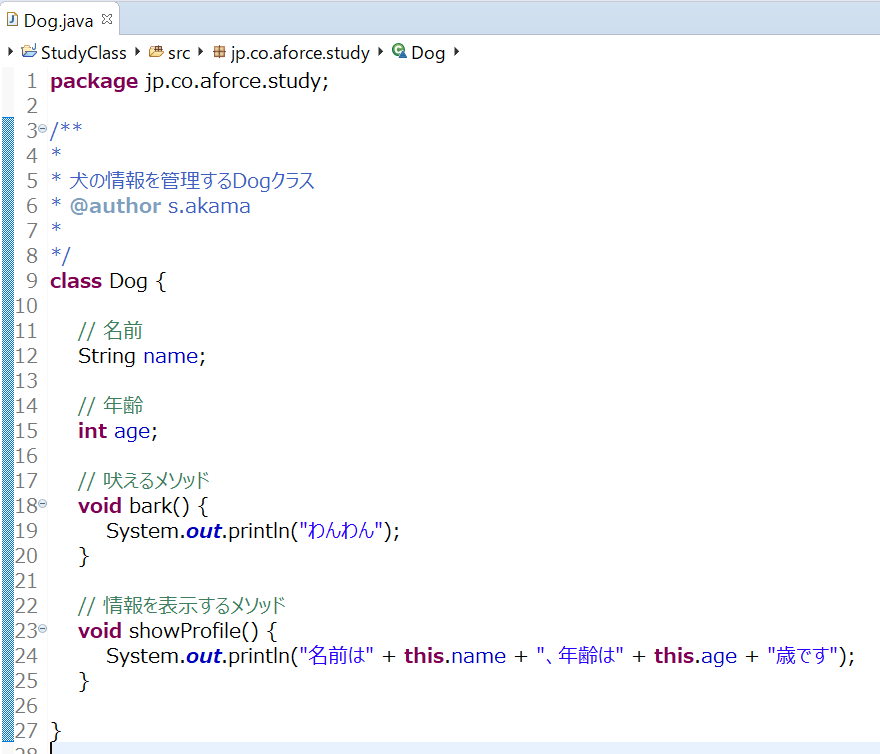 Dog.java
StudyClass src jp.co.aforce.study Dog
1 package jp.co.aforce.study;
2
3 /**
4 *
5 * 犬の情報を管理するDogクラス
6 * @author s.akama
7 *
8 */
9 class Dog {
10
11 // 名前
12 String name;
13
14 // 年齢
15 int age;
16
17 // 吠えるメソッド
18 void bark() {
19 System.out.println("わんわん");
20 }
21
22 // 情報を表示するメソッド
23 void showProfile() {
24 System.out.println("名前は" + this.name + "、年齢は" + this.age + "歳です");
25 }
26
27 }
28